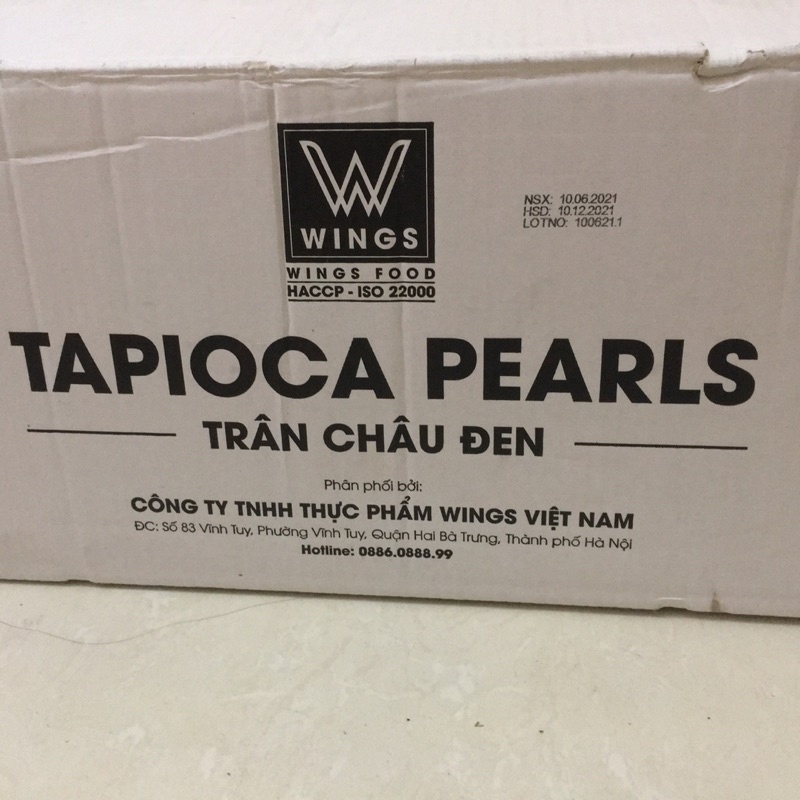 WINGS
WINGS FOOD
HACCP - ISO 22000
NSX: 10.06.2021
HSD: 10.12.2021
LOTNO: 100621.1
TAPIOCA PEARLS
TRÂN CHÂU ĐEN
Phân phối bởi:
CÔNG TY TNHH THỰC PHẨM WINGS VIỆT NAM
ĐC: Số 83 Vĩnh Tuy, Phường Vĩnh Tuy, Quận Hai Bà Trưng, Thành phố Hà Nội
Hotline: 0886.0888.99